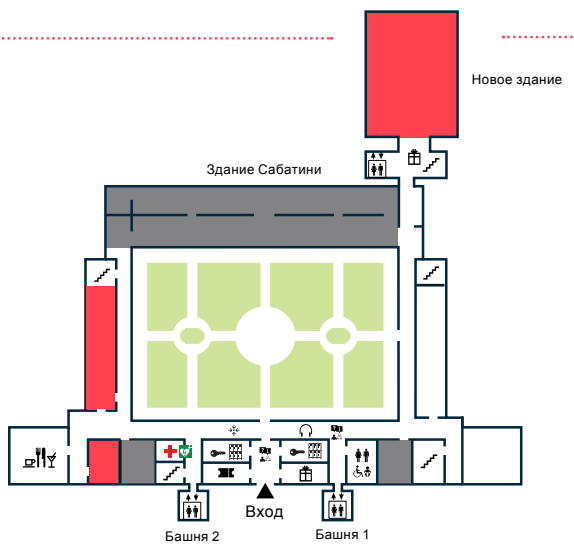 Новое здание
Здание Сабатини
Вход
Башня 2
Башня 1